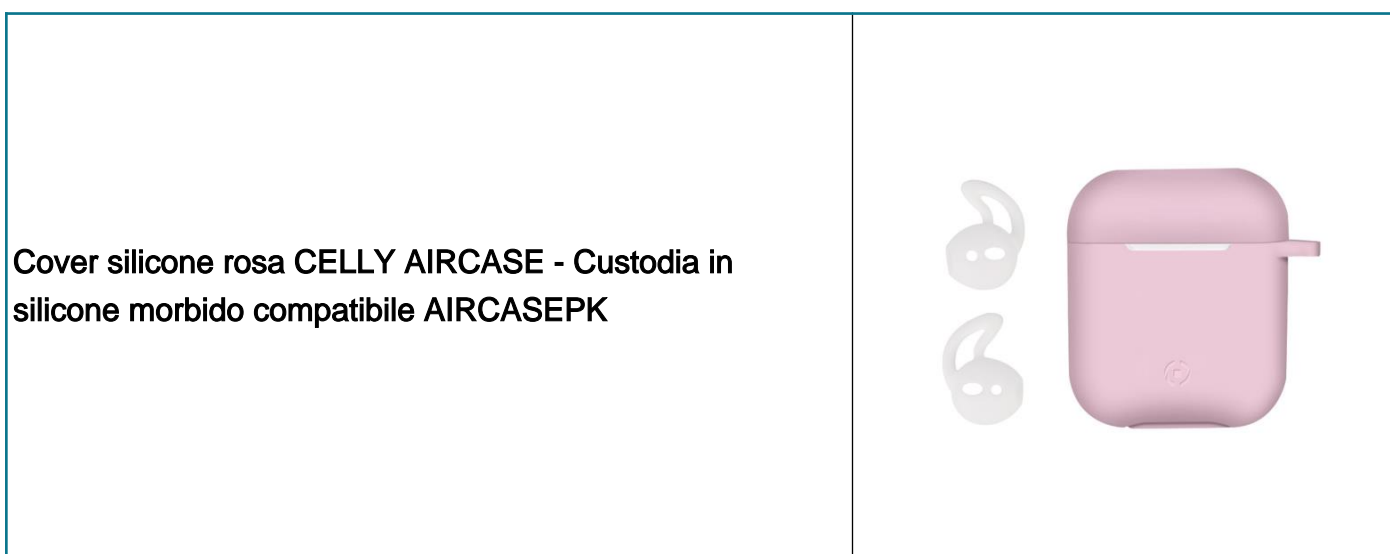 Cover silicone rosa CELLY AIRCASE - Custodia in
silicone morbido compatibile AIRCASEPK